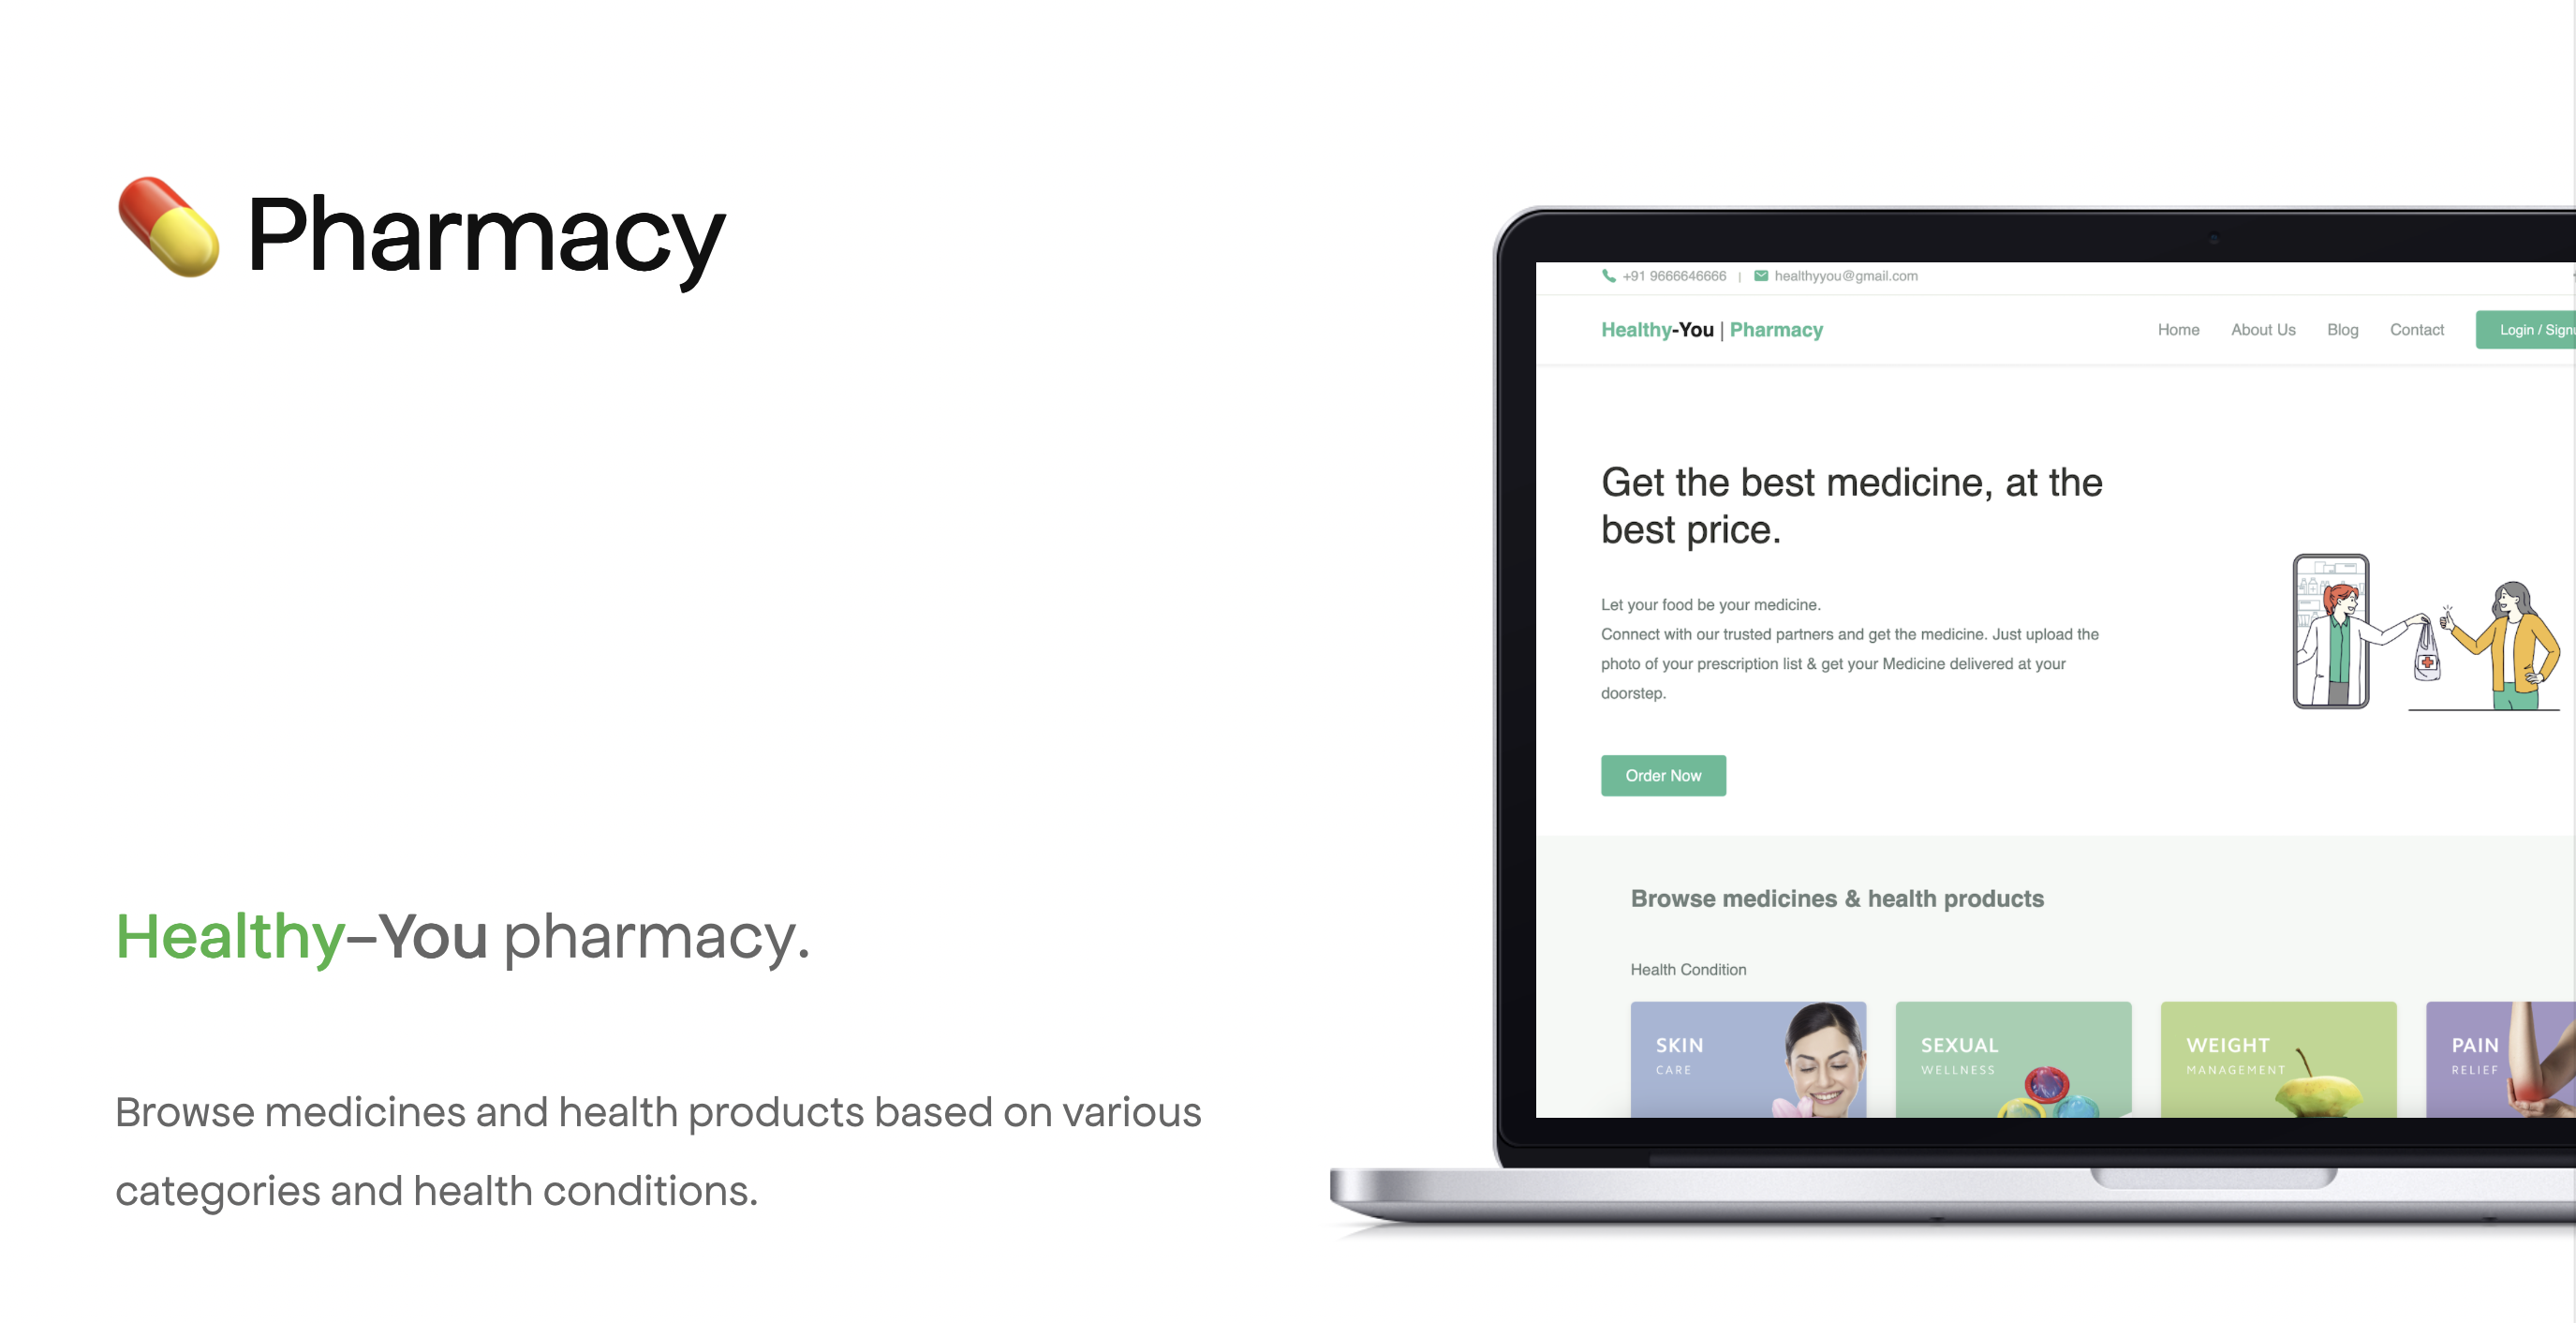 Pharmacy
Healthy–You pharmacy.
Browse medicines and health products based on various
categories and health conditions.
+91 9666646666 | healthyyou@gmail.com
Healthy-You | Pharmacy
Home About Us Blog Contact Login /
Get the best medicine, at the
best price.
Let your food be your medicine.
Connect with our trusted partners and get the medicine. Just upload the
photo of your prescription list & get your Medicine delivered at your
doorstep.
Order Now
Browse medicines & health products
Health Condition
SKIN
CARE
SEXUAL
WELLNESS
WEIGHT
MANAGEMENT
PAIN
RELIEF